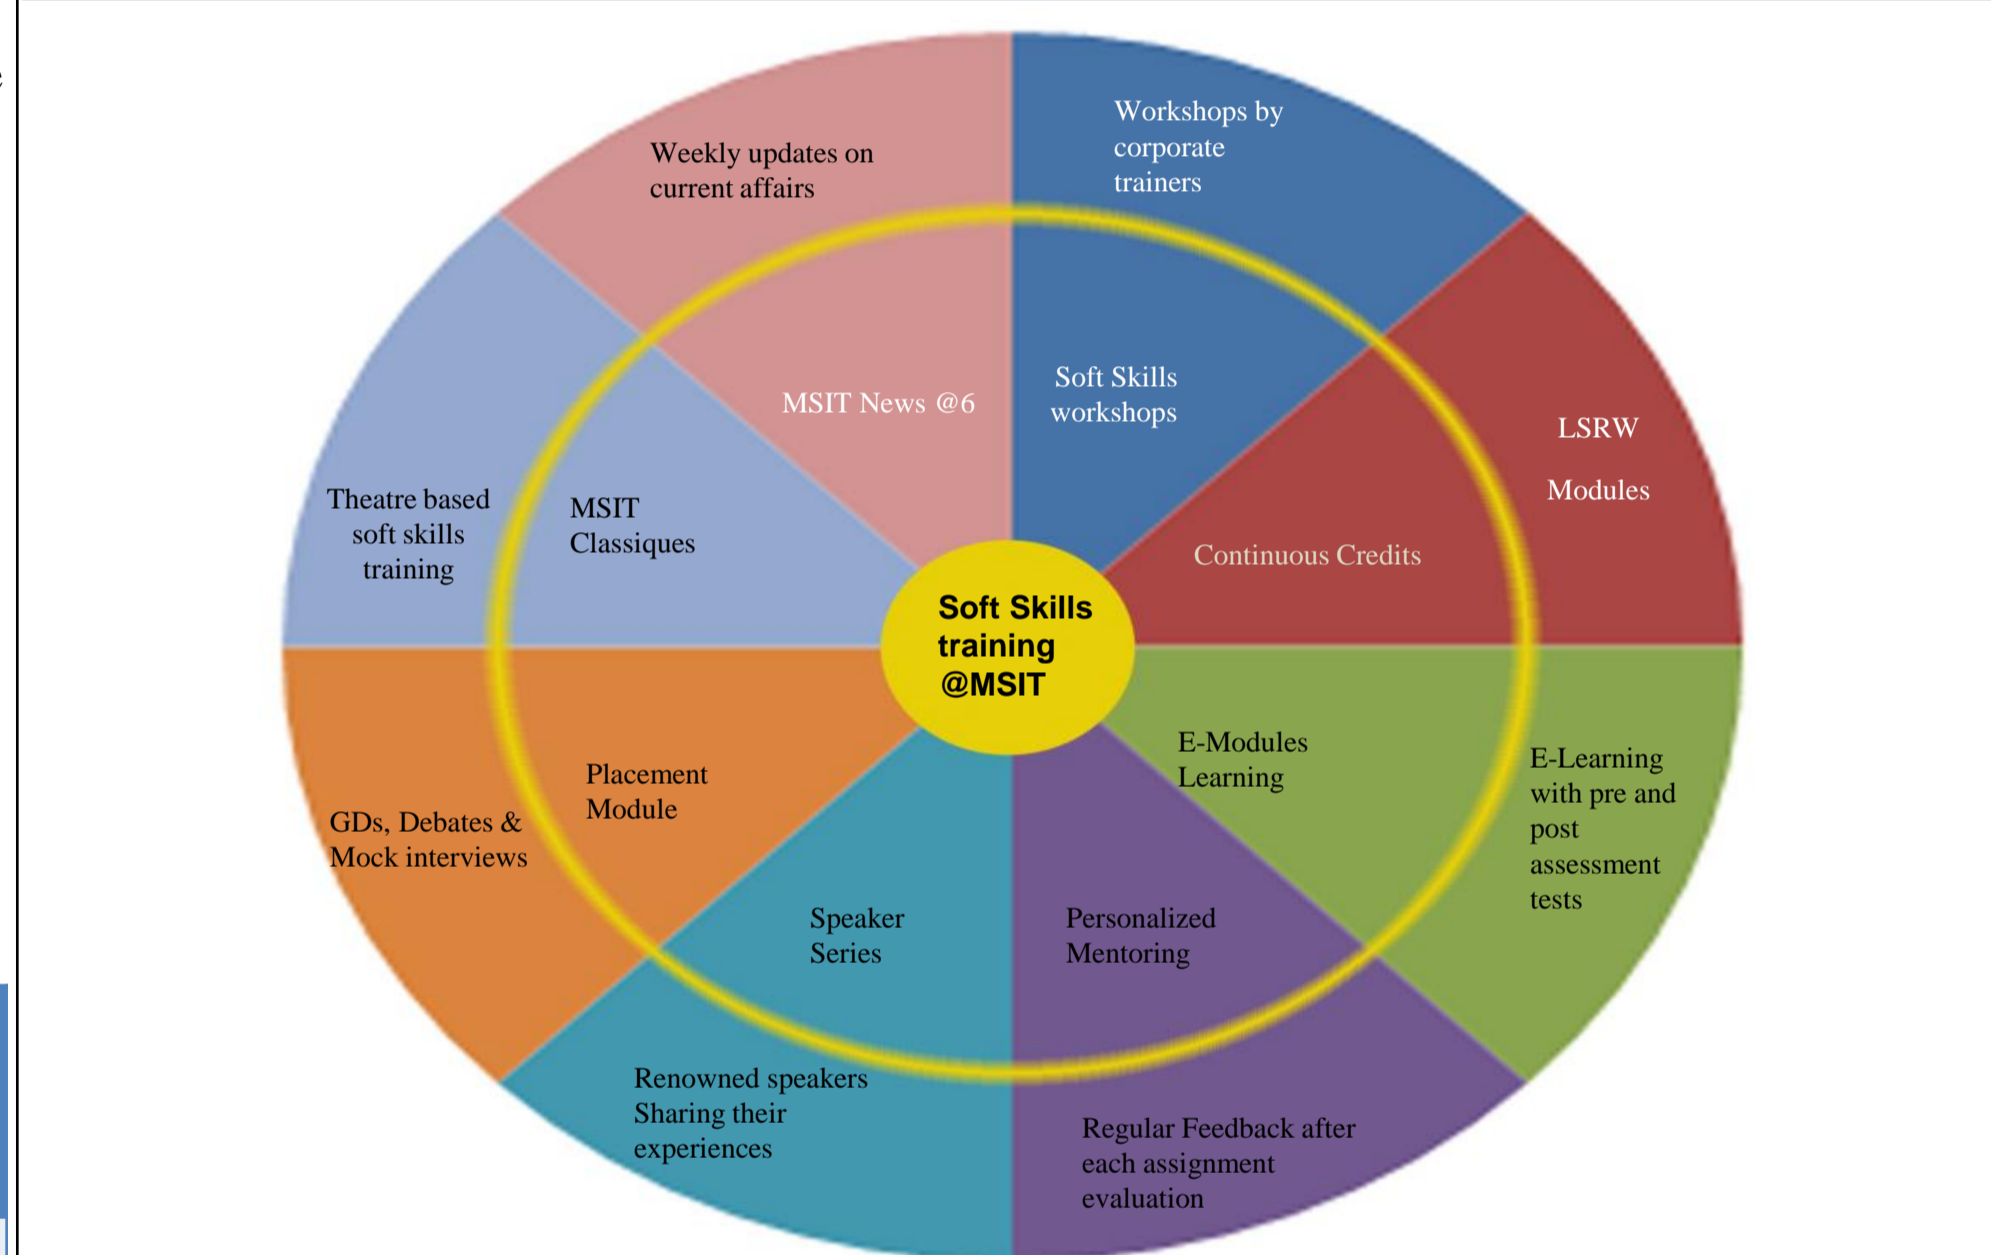 Workshops by
corporate
trainers
Weekly updates on
current affairs
MSIT News @6
Soft Skills
workshops
LSRW
Modules
Continuous Credits
Theatre based
soft skills
training
MSIT
Classiques
Soft Skills
training
@MSIT
E-Modules
Learning
E-Learning
with pre and
post
assessment
tests
Placement
Module
GDs, Debates &
Mock interviews
Speaker
Series
Personalized
Mentoring
Renowned speakers
Sharing their
experiences
Regular Feedback after
each assignment
evaluation